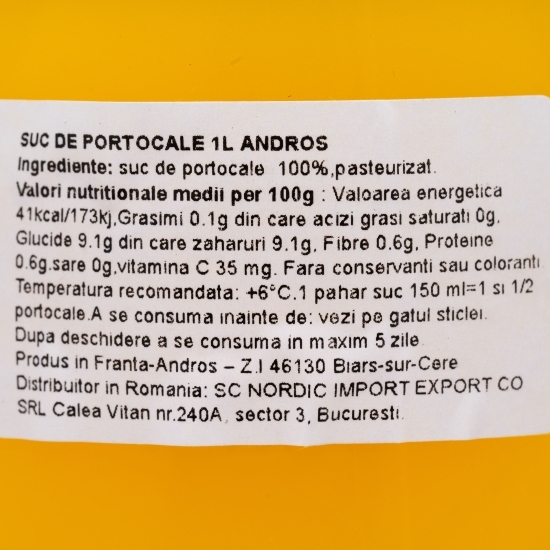 SUC DE PORTOCALE 1L ANDROS
Ingrediente: suc de portocale 100%,pasteurizat.
Valori nutritionale medii per 100g : Valoarea energetica
41kcal/173kj,Grasimi 0.1g din care acizi grasi saturati 0g,
Glucide 9.1g din care zaharuri 9.1g, Fibre 0.6g, Proteine
0.6g.sare 0g,vitamina C 35 mg. Fara conservanti sau coloranti.
Temperatura recomandata: +6°C.1 pahar suc 150 ml=1 si 1/2
portocale.A se consuma inainte de: vezi pe gatul sticlei.
Dupa deschidere a se consuma in maxim 5 zile.
Produs in Franta-Andros – Z.I 46130 Biars-sur-Cere
Distribuitor in Romania: SC NORDIC IMPORT EXPORT CO
SRL Calea Vitan nr.240A, sector 3, Bucuresti.